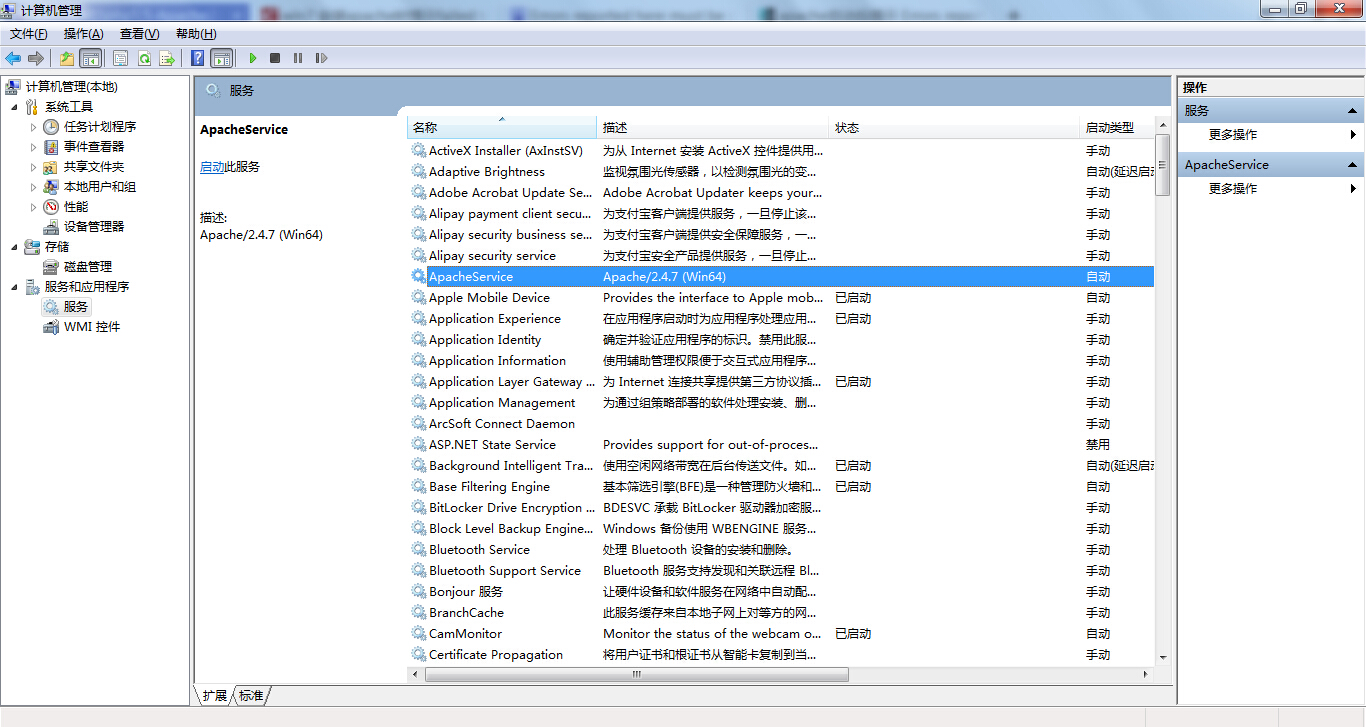 计算机管理
文件(F) 操作(A) 查看(V) 帮助(H)
计算机管理(本地)
系统工具
任务计划程序
事件查看器
共享文件夹
本地用户和组
性能
设备管理器
存储
磁盘管理
服务和应用程序
服务
WMI 控件
服务
ApacheService
启动此服务
描述:
Apache/2.4.7 (Win64)
名称 描述 状态 启动类型
ActiveX Installer (AxInstSV) 为从 Internet 安装 ActiveX 控件提供用... 手动
Adaptive Brightness 监视氛围光传感器，以检测氛围光的变... 自动(延迟启动
Adobe Acrobat Update Se... Adobe Acrobat Updater keeps your... 手动
Alipay payment client secu... 为支付宝客户端提供服务，一旦停止该... 手动
Alipay security business se... 为支付宝客户端提供安全保障服务，一... 手动
Alipay security service 为支付宝安全产品提供服务，一旦停止... 手动
ApacheService Apache/2.4.7 (Win64) 自动
Apple Mobile Device Provides the interface to Apple mob... 已启动 自动
Application Experience 在应用程序启动时为应用程序处理应用... 已启动 手动
Application Identity 确定并验证应用程序的标识。禁用此服... 手动
Application Information 使用辅助管理权限便于交互式应用程序... 手动
Application Layer Gateway ... 为 Internet 连接共享提供第三方协议插... 已启动 手动
Application Management 为通过组策略部署的软件处理安装、删... 手动
ArcSoft Connect Daemon 手动
ASP.NET State Service Provides support for out-of-proces... 禁用
Background Intelligent Tra... 使用空闲网络带宽在后台传送文件。如... 已启动 自动(延迟启动
Base Filtering Engine 基本筛选引擎(BFE)是一种管理防火墙和... 已启动 自动
BitLocker Drive Encryption ... BDESVC 承载 BitLocker 驱动器加密服... 手动
Block Level Backup Engine... Windows 备份使用 WBENGINE 服务... 手动
Bluetooth Service 处理 Bluetooth 设备的安装和删除。 手动
Bluetooth Support Service Bluetooth 服务支持发现和关联远程 Bl... 手动
Bonjour 服务 让硬件设备和软件服务在网络中自动配... 手动
BranchCache 此服务缓存来自本地子网上对等方的网... 手动
CamMonitor Monitor the status of the webcam o... 已启动 自动
Certificate Propagation 将用户证书和根证书从智能卡复制到当... 手动
扩展 标准
操作
服务
更多操作
ApacheService
更多操作